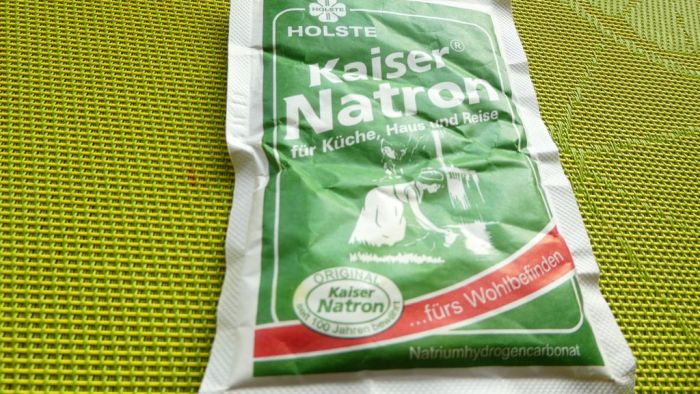 HOLSTE
HOLSTE
Kaiser®
Natron
für Küche, Haus und Reise
ORIGINAL
Kaiser
Natron
seit 100 Jahren bewährt
...fürs Wohlbefinden
Natriumhydrogencarbonat